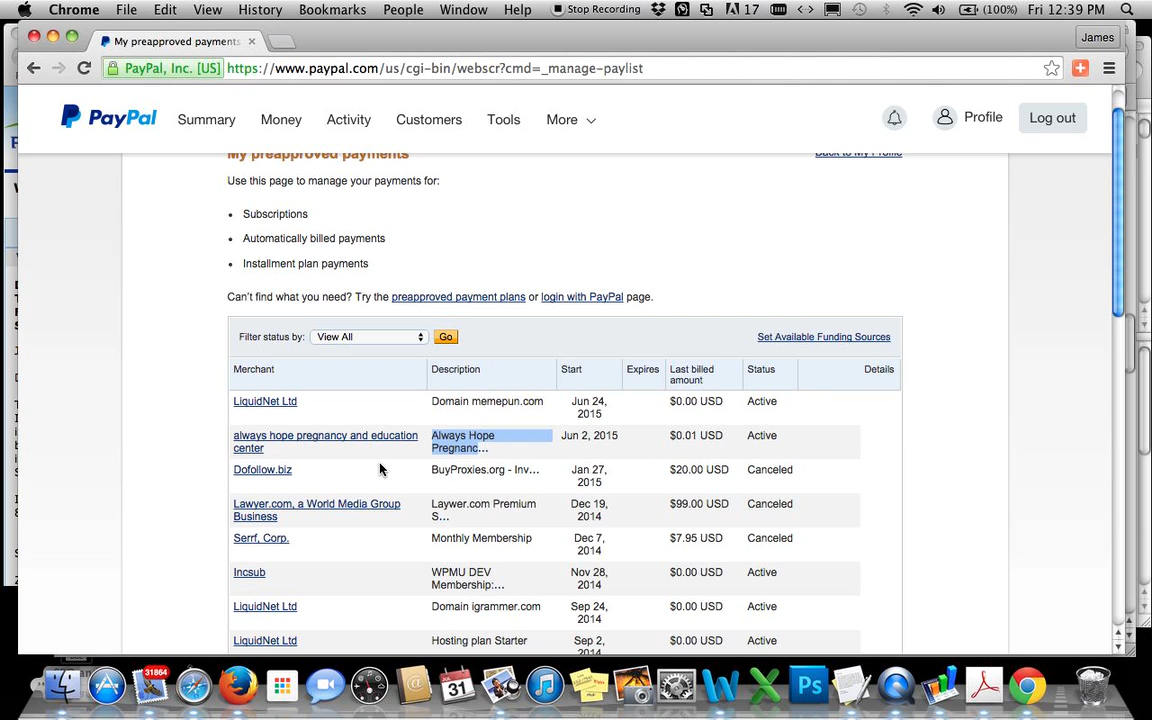 Chrome File Edit View History Bookmarks People Window Help Stop Recording 17 (100%) Fri 12:39 PM
My preapproved payments James
PayPal, Inc. [US] https://www.paypal.com/us/cgi-bin/webscr?cmd=_manage-paylist
PayPal Summary Money Activity Customers Tools More Profile Log out
My preapproved payments Back to My Profile
Use this page to manage your payments for:
• Subscriptions
• Automatically billed payments
• Installment plan payments
Can't find what you need? Try the preapproved payment plans or login with PayPal page.
Filter status by: View All Go Set Available Funding Sources
Merchant Description Start Expires Last billed amount Status Details
LiquidNet Ltd Domain memepun.com Jun 24, 2015 $0.00 USD Active
always hope pregnancy and education center Always Hope Pregnanc... Jun 2, 2015 $0.01 USD Active
Dofollow.biz BuyProxies.org - Inv... Jan 27, 2015 $20.00 USD Canceled
Lawyer.com, a World Media Group Business Laywer.com Premium S... Dec 19, 2014 $99.00 USD Canceled
Serrf, Corp. Monthly Membership Dec 7, 2014 $7.95 USD Canceled
Incsub WPMU DEV Membership:... Nov 28, 2014 $0.00 USD Active
LiquidNet Ltd Domain igrammer.com Sep 24, 2014 $0.00 USD Active
LiquidNet Ltd Hosting plan Starter Sep 2, $0.00 USD Active
31864
JUL 31
Ps